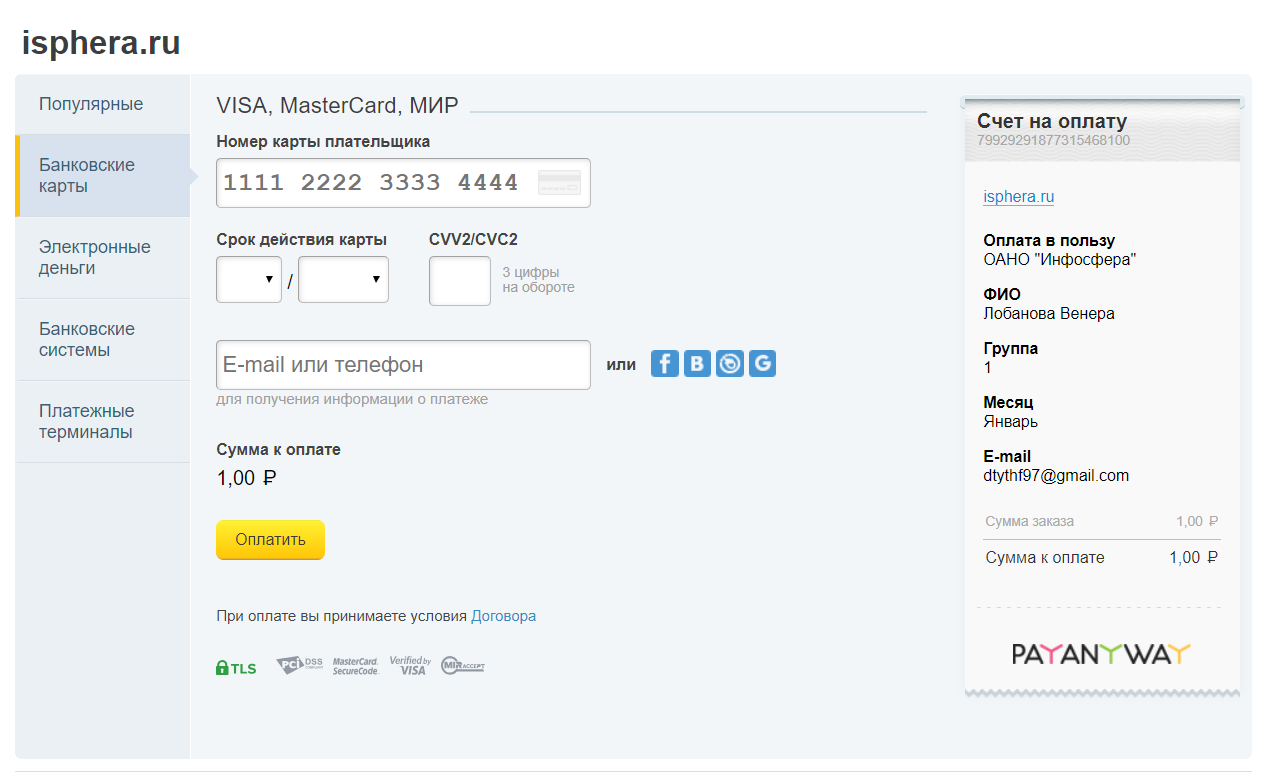 isphera.ru
Популярные
Банковские
карты
Электронные
деньги
Банковские
системы
Платежные
терминалы
VISA, MasterCard, МИР
Номер карты плательщика
1111 2222 3333 4444
Срок действия карты
CVV2/CVC2
/
3 цифры
на обороте
E-mail или телефон
или
f B G
для получения информации о платеже
Сумма к оплате
1,00 ₽
Оплатить
При оплате вы принимаете условия Договора
TLS
PCI DSS
MasterCard.
SecureCode.
Verified by
VISA
MIR ACCEPT
Счет на оплату
79929291877315468100
isphera.ru
Оплата в пользу
ОАНО "Инфосфера"
ФИО
Лобанова Венера
Группа
1
Месяц
Январь
E-mail
dtythf97@gmail.com
Сумма заказа 1,00 ₽
Сумма к оплате 1,00 ₽
PAYANYWAY